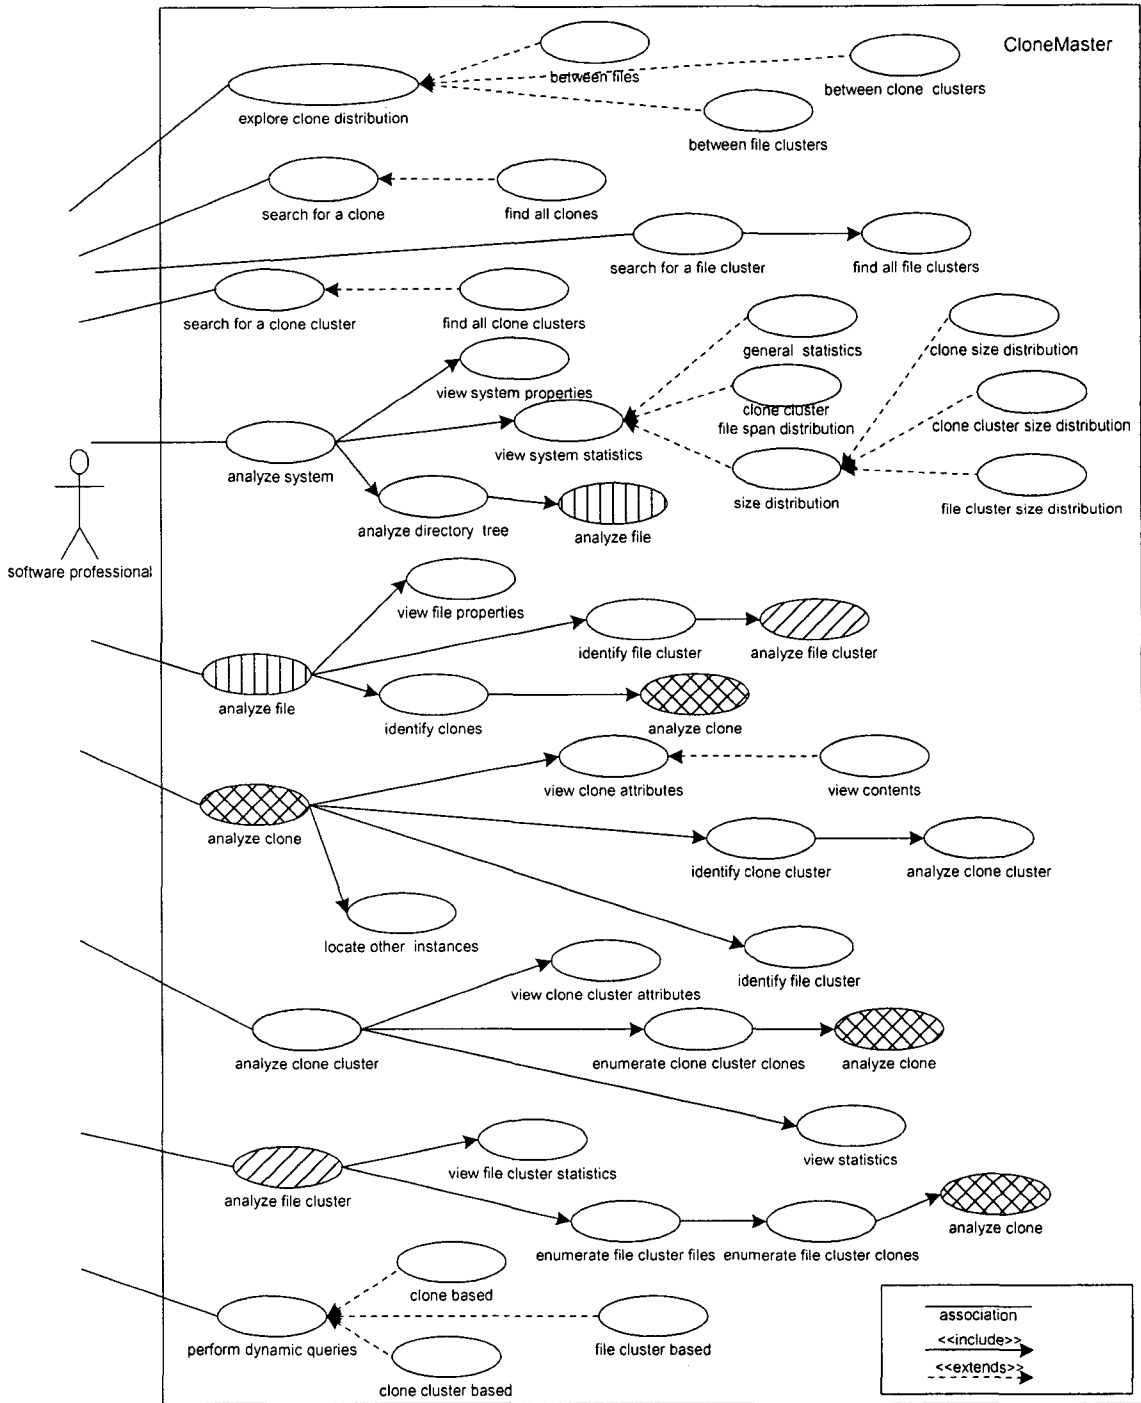 CloneMaster
between files
between clone clusters
explore clone distribution
between file clusters
search for a clone
find all clones
search for a file cluster
find all file clusters
search for a clone cluster
find all clone clusters
general statistics
clone size distribution
view system properties
clone cluster
file span distribution
clone cluster size distribution
view system statistics
analyze system
size distribution
file cluster size distribution
analyze directory tree
analyze file
software professional
view file properties
identify file cluster
analyze file cluster
analyze file
identify clones
analyze clone
view clone attributes
view contents
analyze clone
identify clone cluster
analyze clone cluster
locate other instances
identify file cluster
view clone cluster attributes
analyze clone cluster
enumerate clone cluster clones
analyze clone
view statistics
view file cluster statistics
analyze file cluster
analyze clone
enumerate file cluster files
enumerate file cluster clones
clone based
perform dynamic queries
file cluster based
clone cluster based
association
<<include>>
<<extends>>